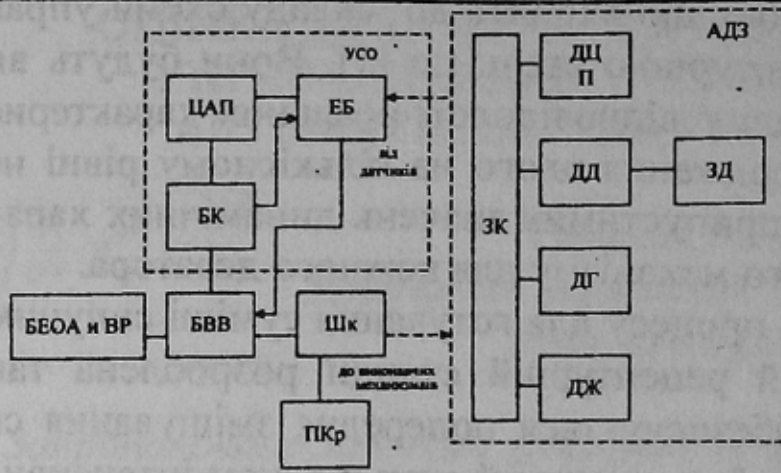 УСО
АДЗ
ЦАП
ЕБ
ДЦ
П
від
датчиків
ДД
ЗД
БК
ЗК
ДГ
БЕОА и ВР
БВВ
Шк
до виконавчих
механізмів
ДЖ
ПКр